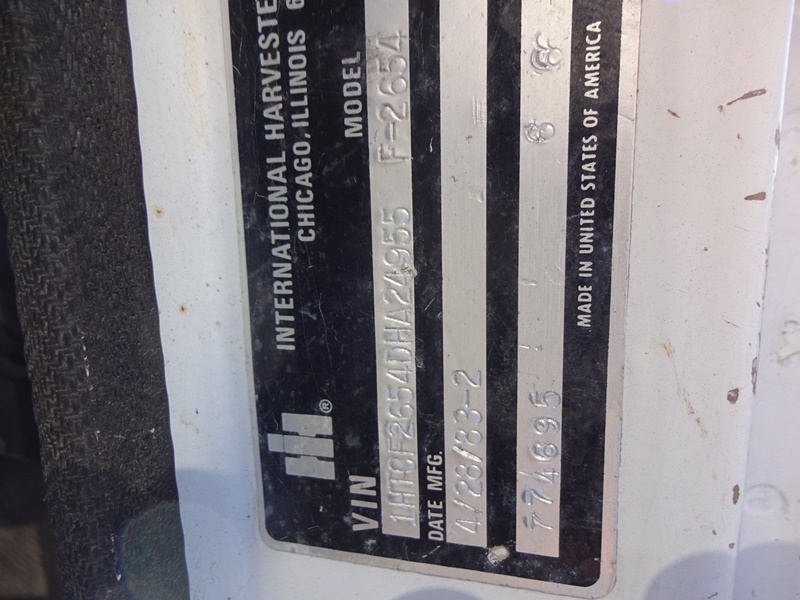 INTERNATIONAL HARVESTE
CHICAGO, ILLINOIS 6
VIN MODEL
1HTCF2654DHA24955 F-2654
DATE MFG.
4/28/83-2
774695
MADE IN UNITED STATES OF AMERICA